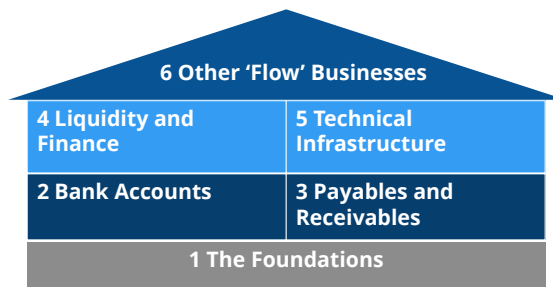 6 Other ‘Flow’ Businesses
4 Liquidity and
Finance
5 Technical
Infrastructure
2 Bank Accounts
3 Payables and
Receivables
1 The Foundations